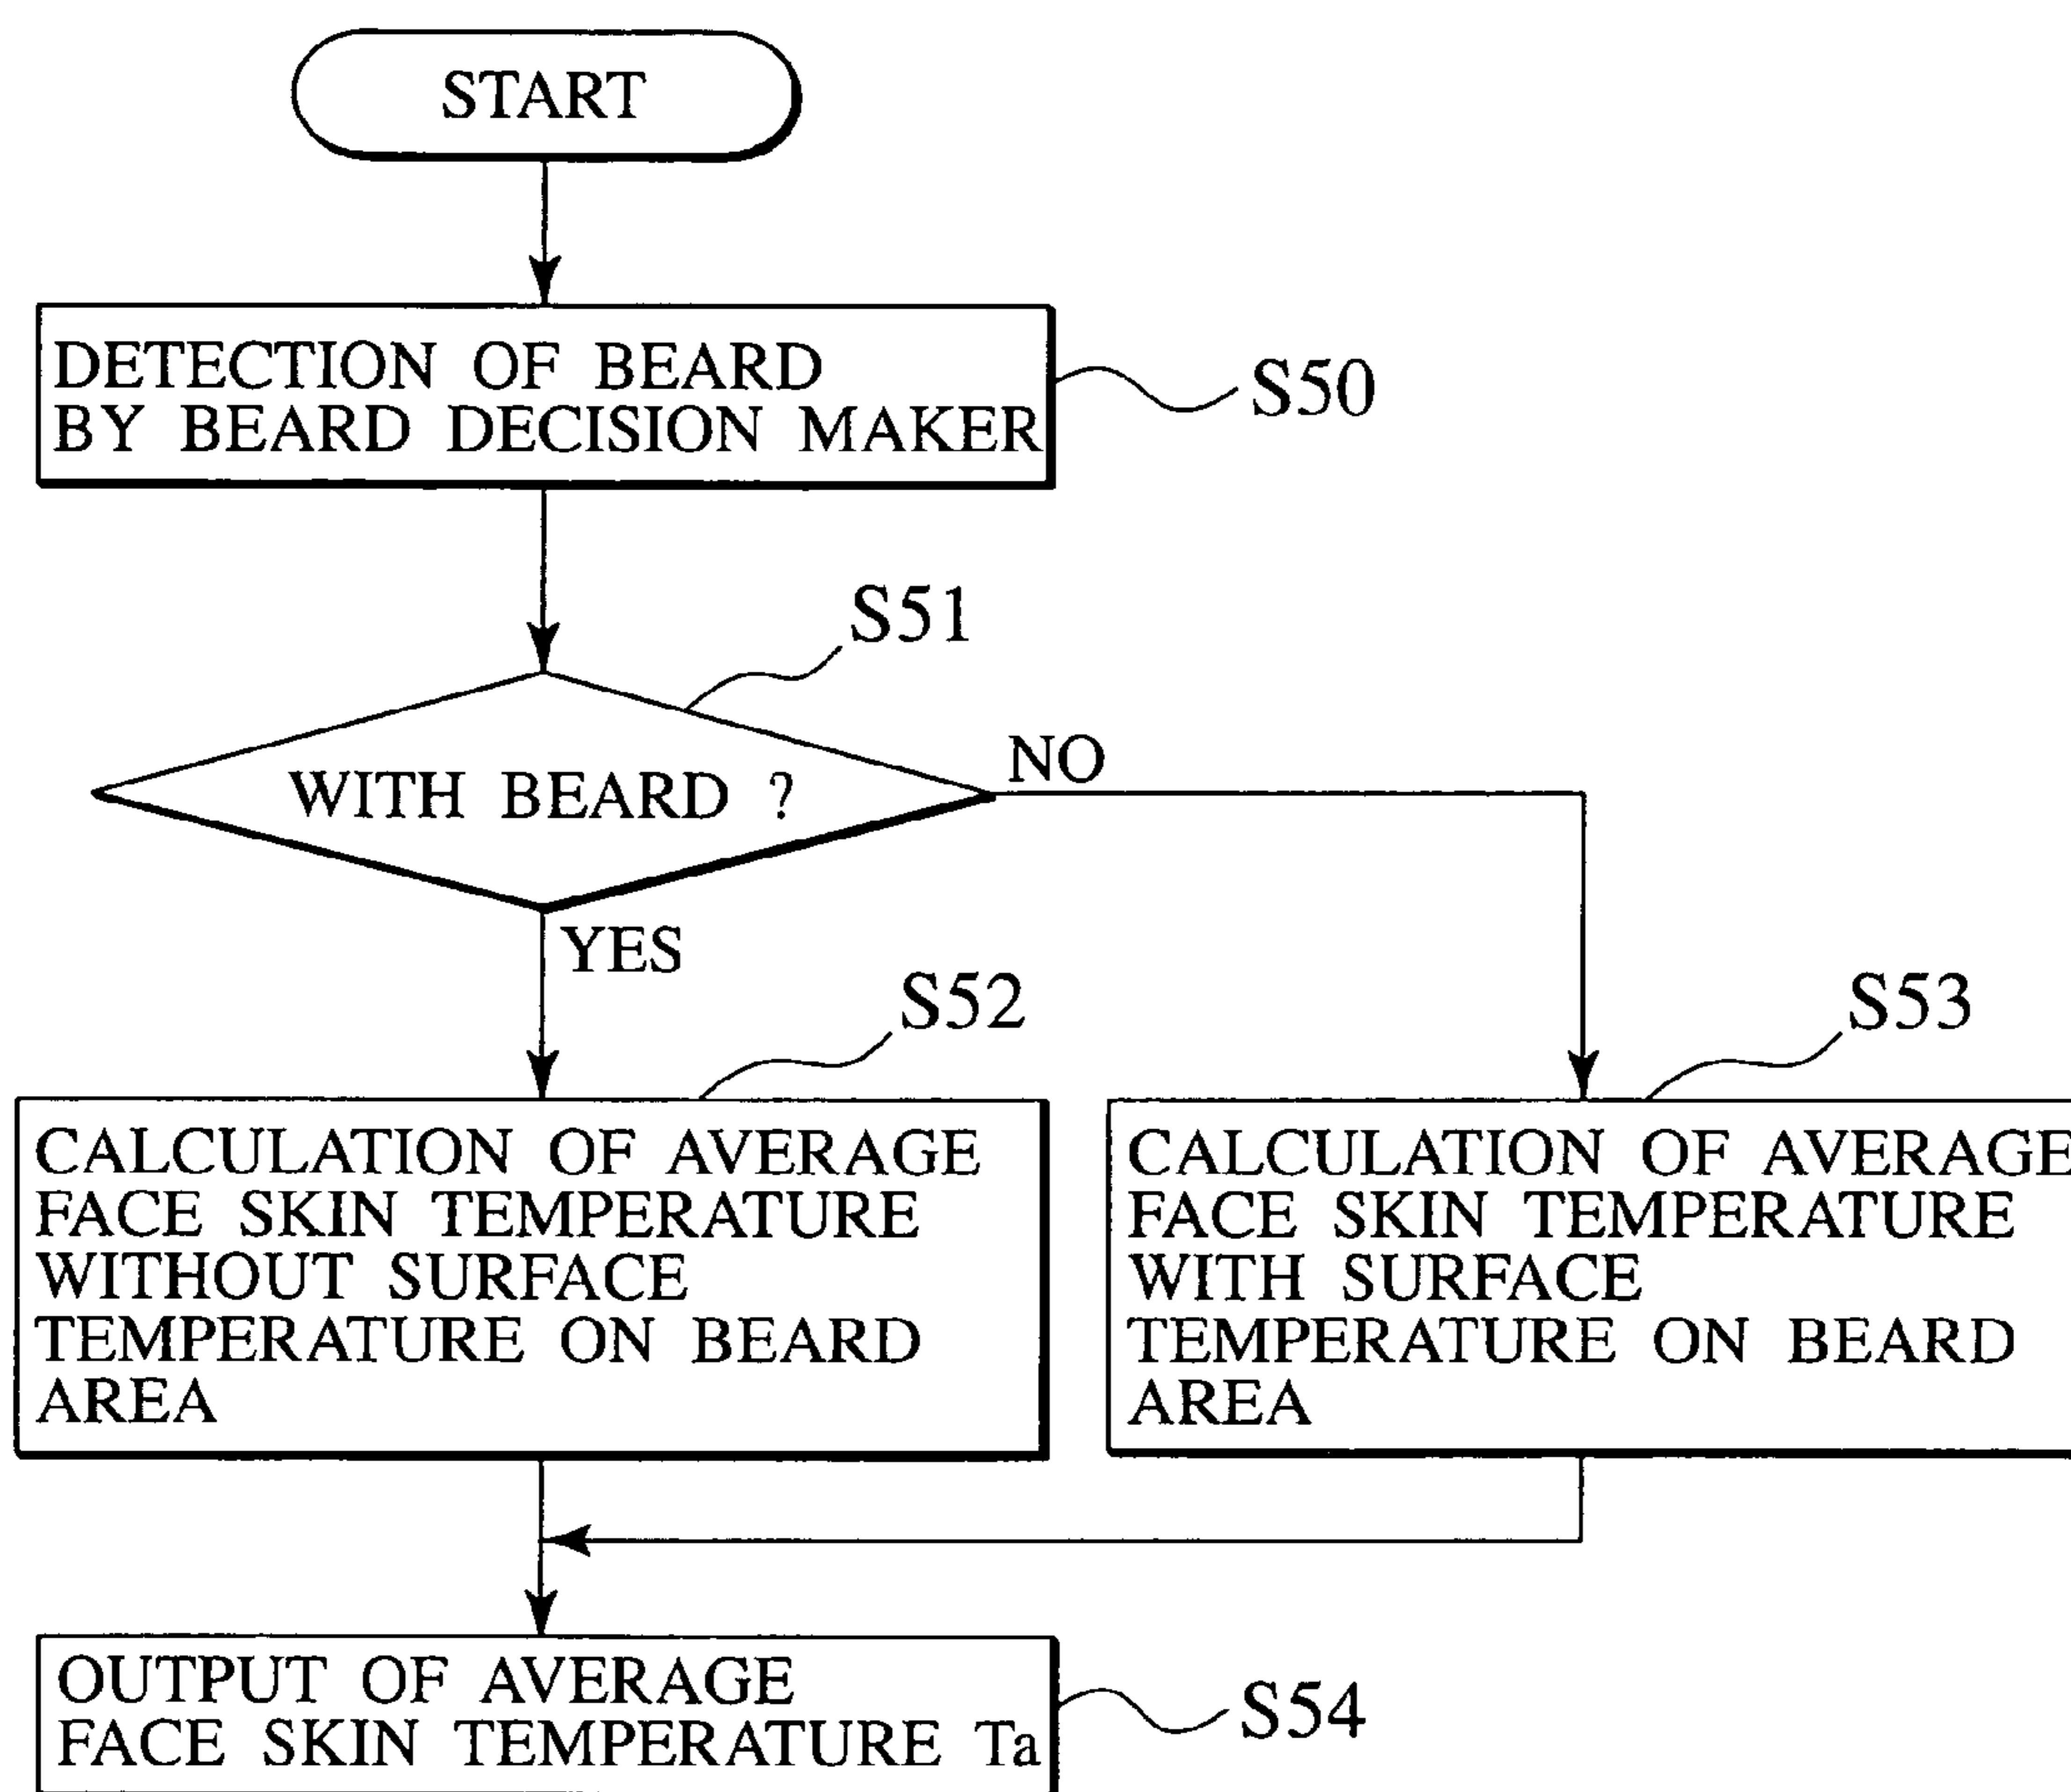 START
DETECTION OF BEARD
BY BEARD DECISION MAKER
S50
S51
WITH BEARD ?
NO
YES
S52
S53
CALCULATION OF AVERAGE
FACE SKIN TEMPERATURE
WITHOUT SURFACE
TEMPERATURE ON BEARD
AREA
CALCULATION OF AVERAGE
FACE SKIN TEMPERATURE
WITH SURFACE
TEMPERATURE ON BEARD
AREA
OUTPUT OF AVERAGE
FACE SKIN TEMPERATURE Ta
S54